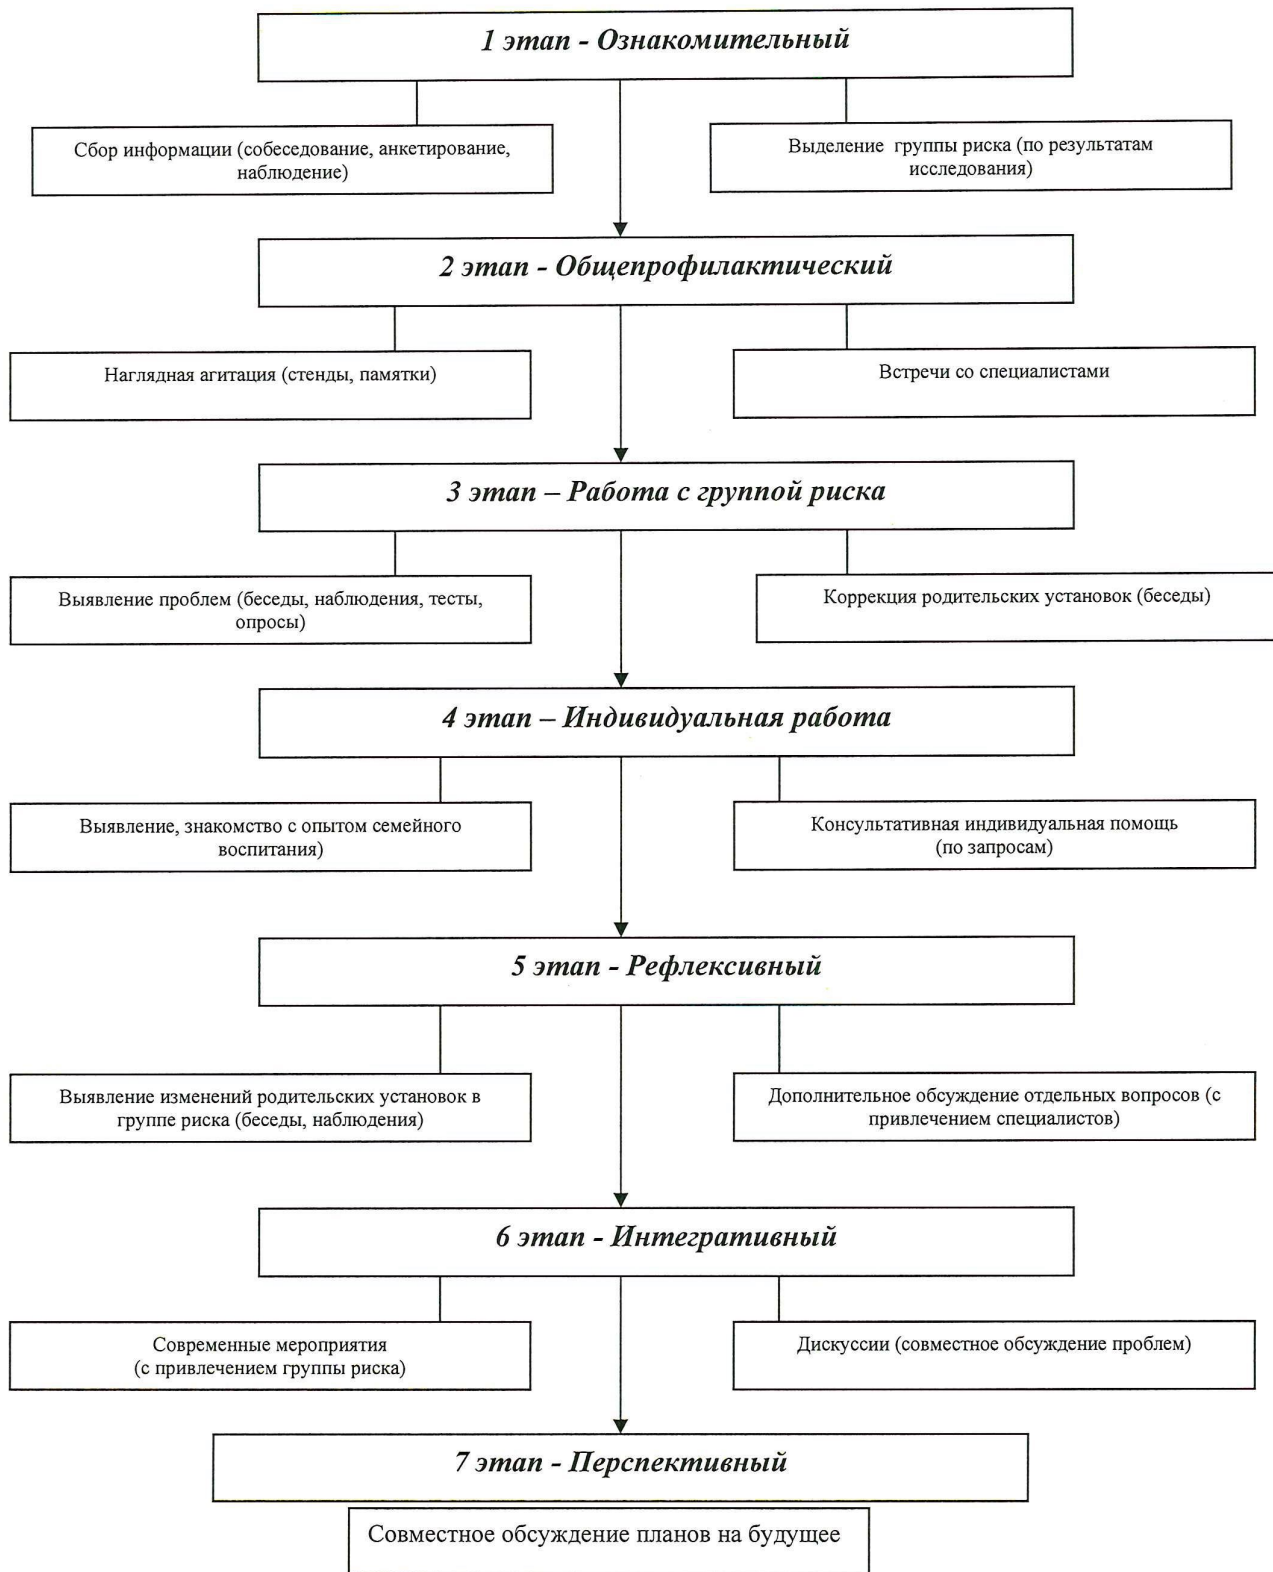 1 этап - Ознакомительный
Сбор информации (собеседование, анкетирование,
наблюдение)
Выделение группы риска (по результатам
исследования)
2 этап - Общепрофилактический
Наглядная агитация (стенды, памятки)
Встречи со специалистами
3 этап – Работа с группой риска
Выявление проблем (беседы, наблюдения, тесты,
опросы)
Коррекция родительских установок (беседы)
4 этап – Индивидуальная работа
Выявление, знакомство с опытом семейного
воспитания)
Консультативная индивидуальная помощь
(по запросам)
5 этап - Рефлексивный
Выявление изменений родительских установок в
группе риска (беседы, наблюдения)
Дополнительное обсуждение отдельных вопросов (с
привлечением специалистов)
6 этап - Интегративный
Современные мероприятия
(с привлечением группы риска)
Дискуссии (совместное обсуждение проблем)
7 этап - Перспективный
Совместное обсуждение планов на будущее